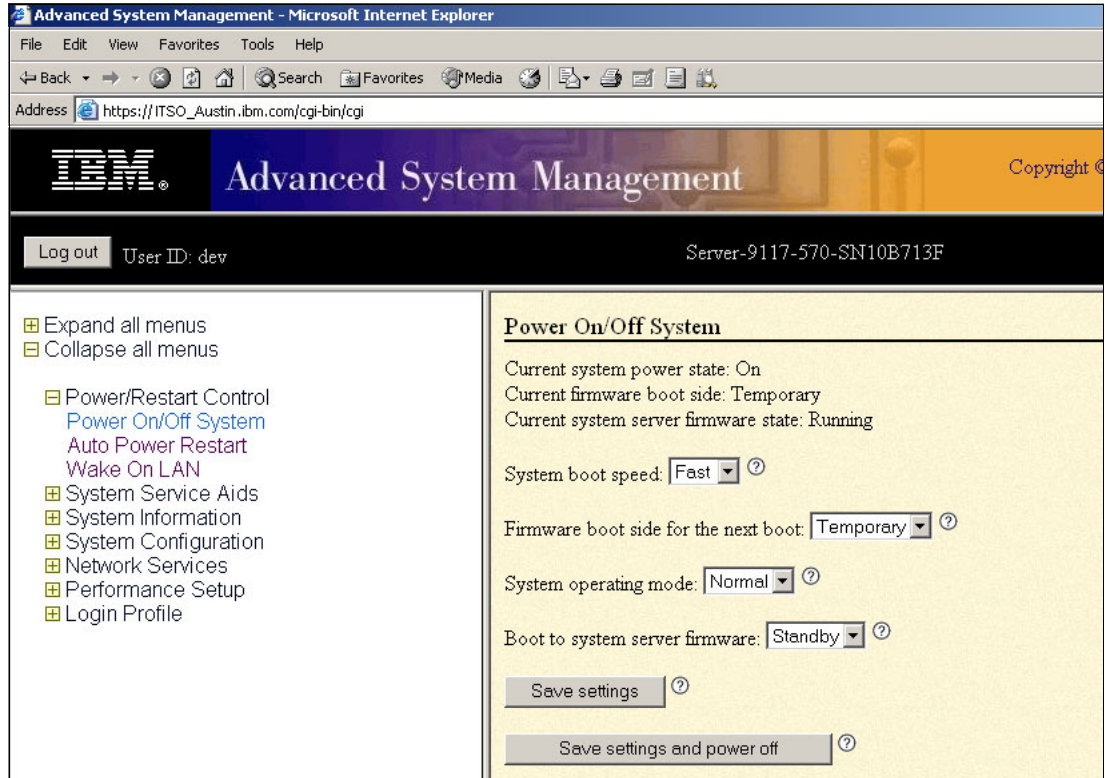 Advanced System Management - Microsoft Internet Explorer
File Edit View Favorites Tools Help
Back Search Favorites Media
Address https://ITSO_Austin.ibm.com/cgi-bin/cgi
IBM® Advanced System Management Copyright ©
Log out User ID: dev Server-9117-570-SN10B713F
Expand all menus
Collapse all menus
Power/Restart Control
Power On/Off System
Auto Power Restart
Wake On LAN
System Service Aids
System Information
System Configuration
Network Services
Performance Setup
Login Profile
Power On/Off System
Current system power state: On
Current firmware boot side: Temporary
Current system server firmware state: Running
System boot speed: Fast ?
Firmware boot side for the next boot: Temporary ?
System operating mode: Normal ?
Boot to system server firmware: Standby ?
Save settings ?
Save settings and power off ?